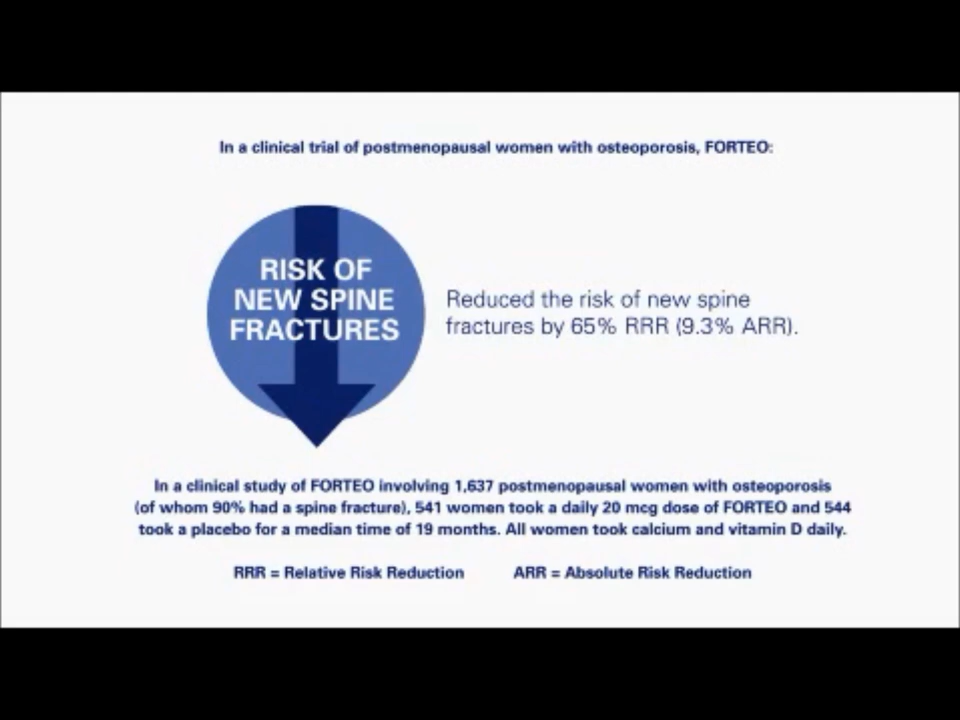 In a clinical trial of postmenopausal women with osteoporosis, FORTEO:
RISK OF
NEW SPINE
FRACTURES
Reduced the risk of new spine
fractures by 65% RRR (9.3% ARR).
In a clinical study of FORTEO involving 1,637 postmenopausal women with osteoporosis
(of whom 90% had a spine fracture), 541 women took a daily 20 mcg dose of FORTEO and 544
took a placebo for a median time of 19 months. All women took calcium and vitamin D daily.
RRR = Relative Risk Reduction ARR = Absolute Risk Reduction